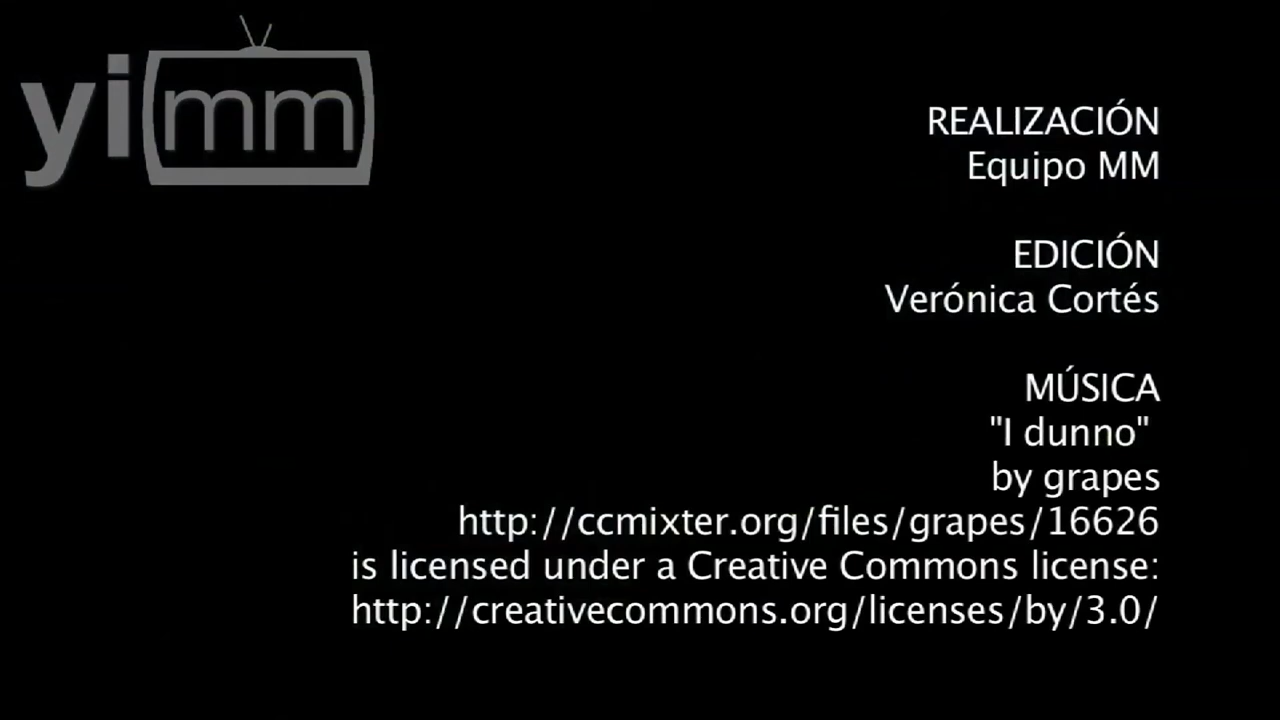 yimm
REALIZACIÓN
Equipo MM
EDICIÓN
Verónica Cortés
MÚSICA
"I dunno"
by grapes
http://ccmixter.org/files/grapes/16626
is licensed under a Creative Commons license:
http://creativecommons.org/licenses/by/3.0/